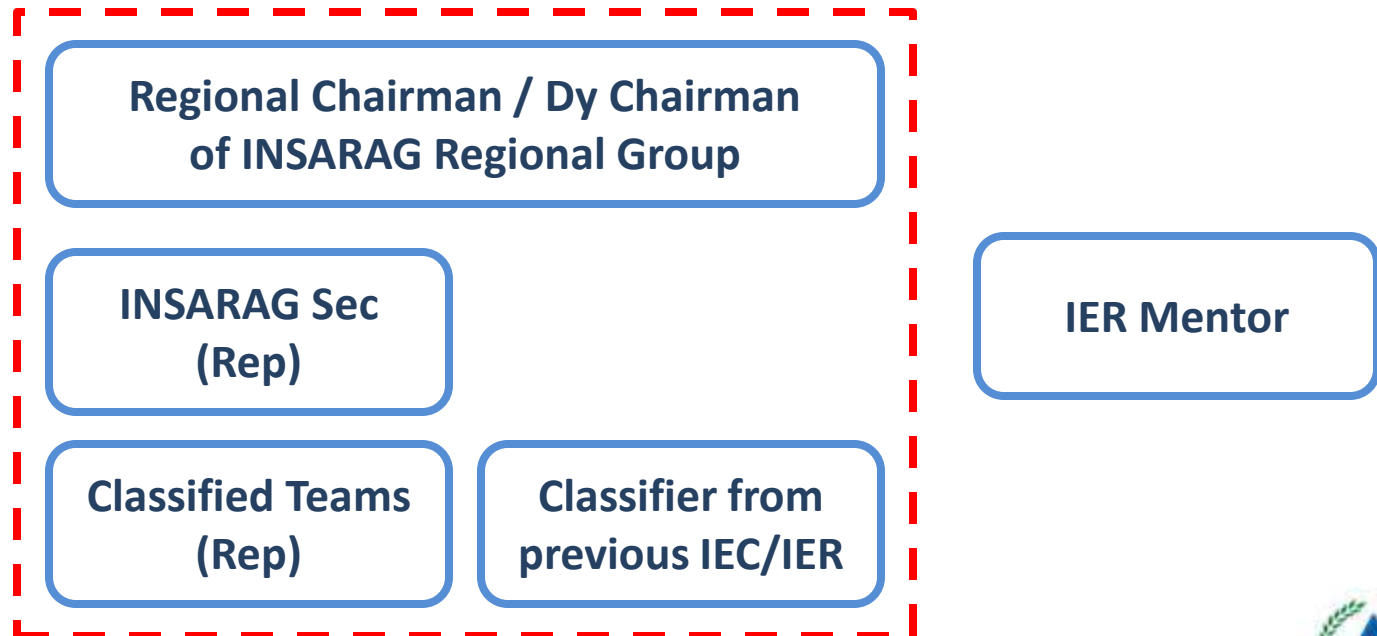 Regional Chairman / Dy Chairman
of INSARAG Regional Group
INSARAG Sec
(Rep)
IER Mentor
Classified Teams
(Rep)
Classifier from
previous IEC/IER